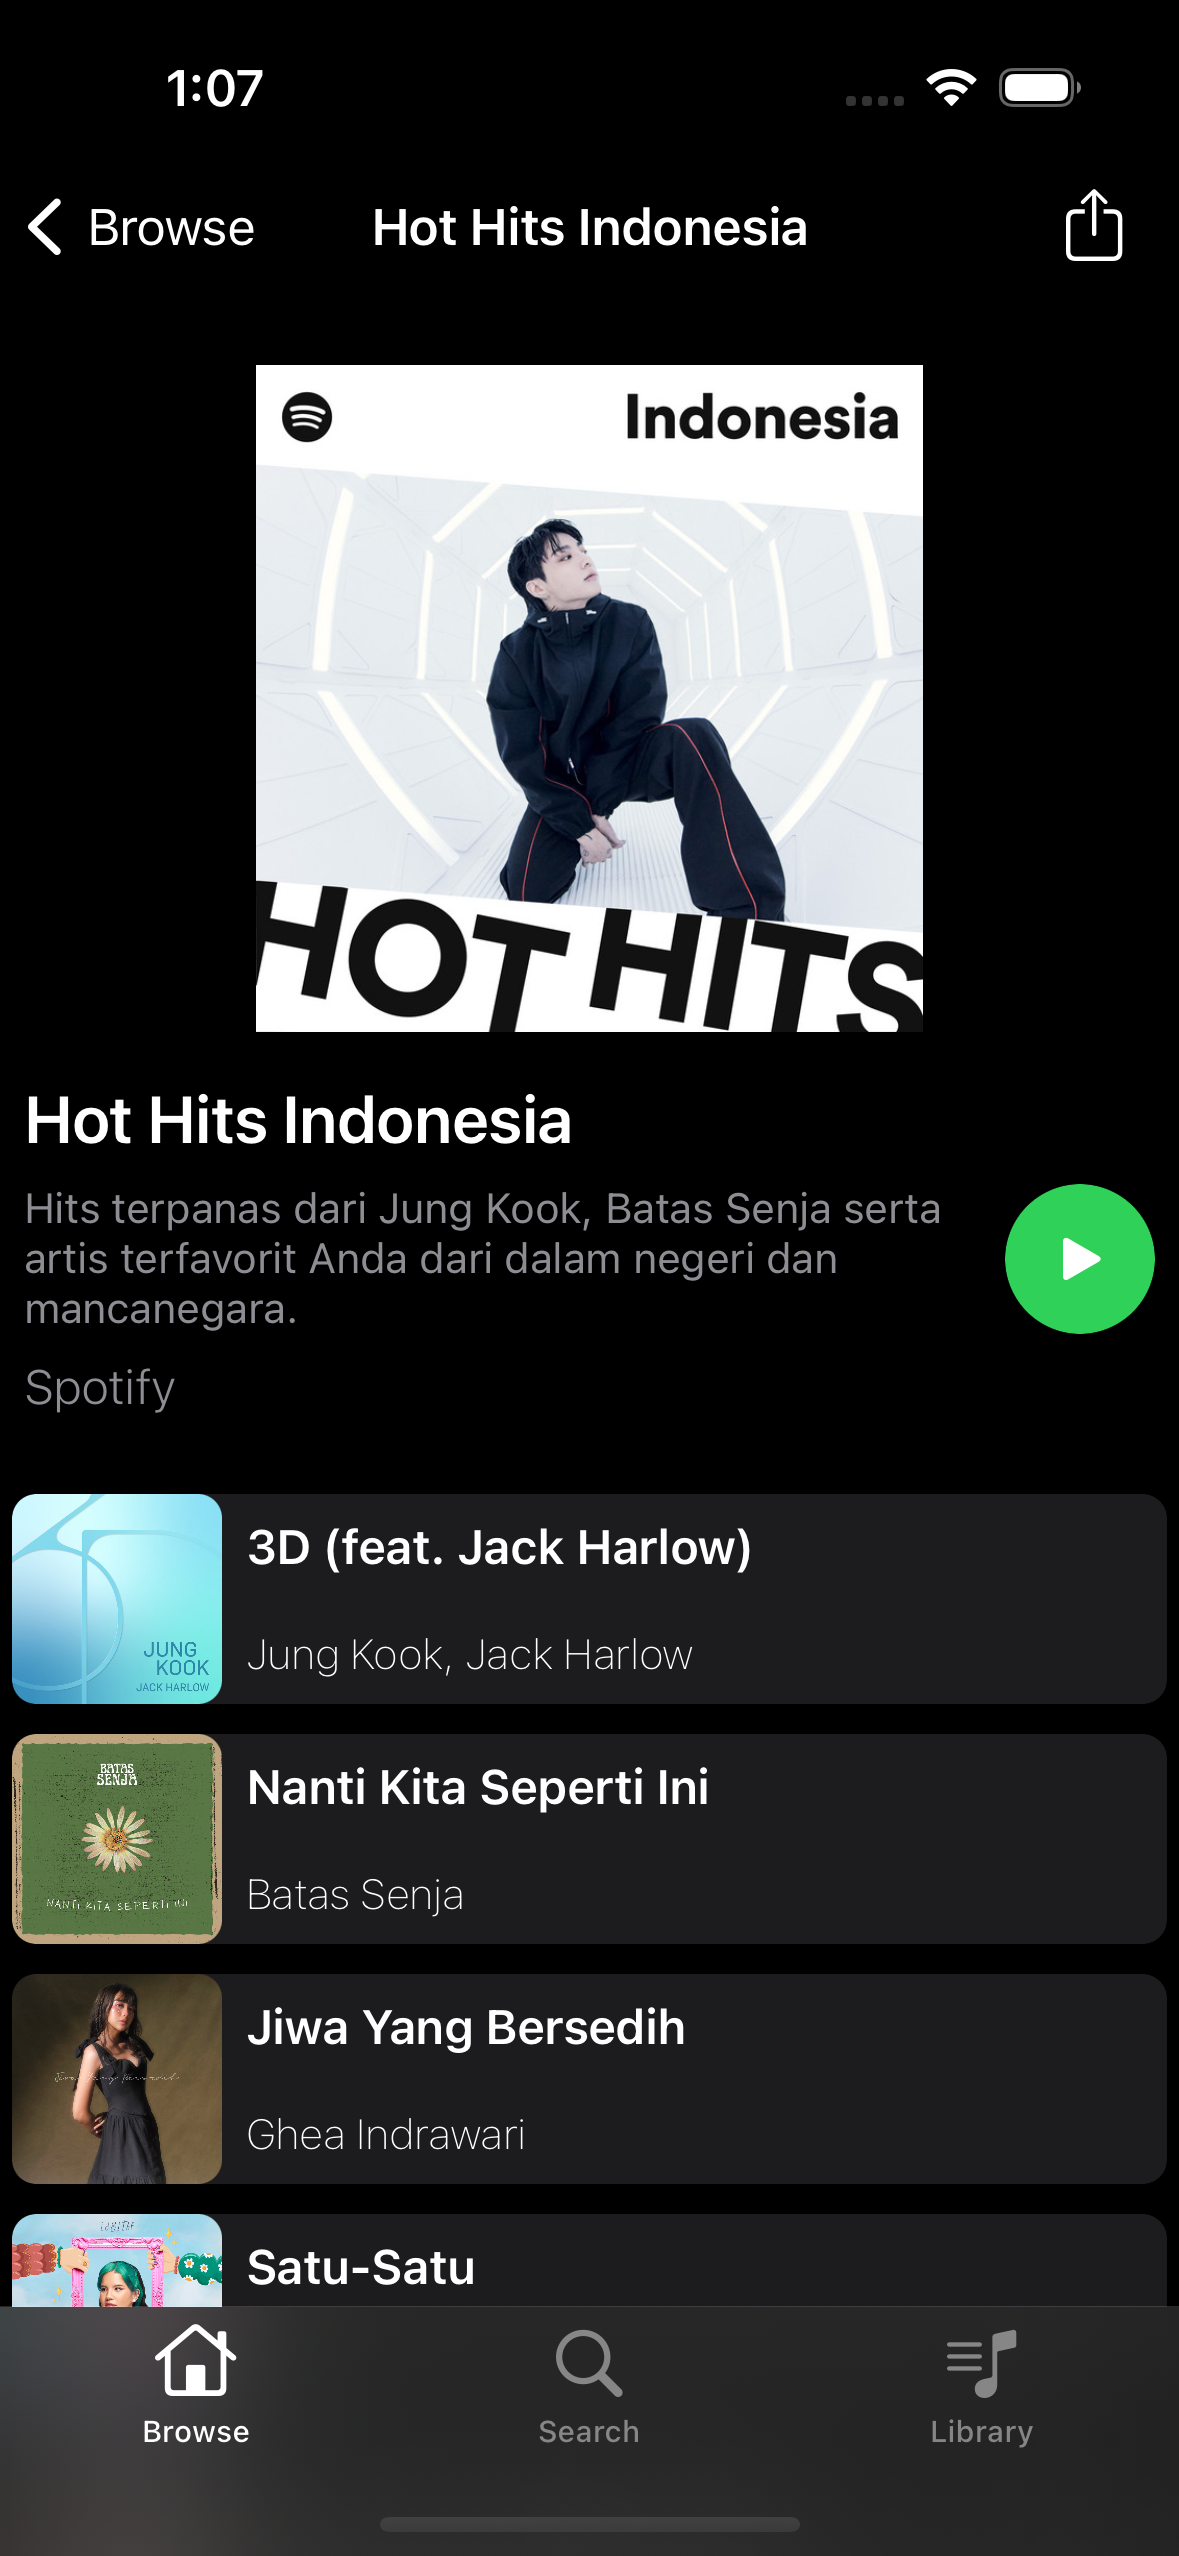 1:07
Browse
Hot Hits Indonesia
Indonesia
HOT HITS
Hot Hits Indonesia
Hits terpanas dari Jung Kook, Batas Senja serta
artis terfavorit Anda dari dalam negeri dan
mancanegara.
Spotify
JUNG
KOOK
JACK HARLOW
3D (feat. Jack Harlow)
Jung Kook, Jack Harlow
BATAS
SENJA
NANTI KITA SEPERTI INI
Nanti Kita Seperti Ini
Batas Senja
Jiwa Yang Bersedih
Jiwa Yang Bersedih
Ghea Indrawari
Satu-Satu
Browse
Search
Library